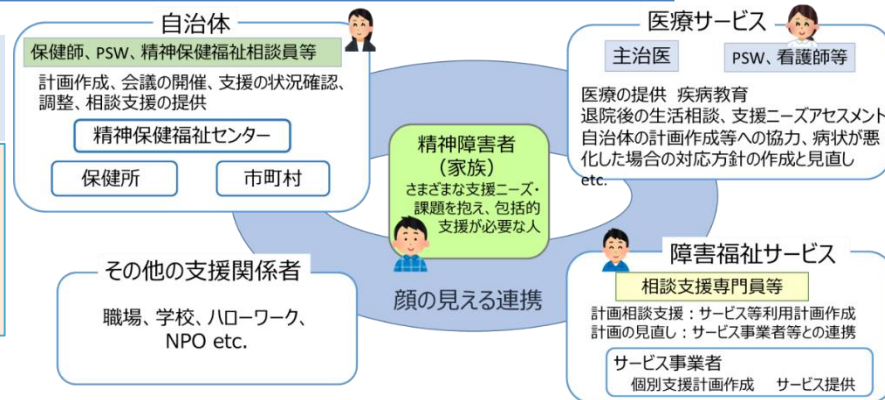 自治体
保健師、PSW、精神保健福祉相談員等
計画作成、会議の開催、支援の状況確認、
調整、相談支援の提供
精神保健福祉センター
保健所
市町村
医療サービス
主治医
PSW、看護師等
医療の提供 疾病教育
退院後の生活相談、支援ニーズアセスメント
自治体の計画作成等への協力、病状が悪
化した場合の対応方針の作成と見直し
etc.
精神障害者
(家族)
さまざまな支援ニーズ・
課題を抱え、包括的
支援が必要な人
顔の見える連携
その他の支援関係者
職場、学校、ハローワーク、
NPO etc.
障害福祉サービス
相談支援専門員等
計画相談支援：サービス等利用計画作成
計画の見直し：サービス事業者等との連携
サービス事業者
個別支援計画作成 サービス提供